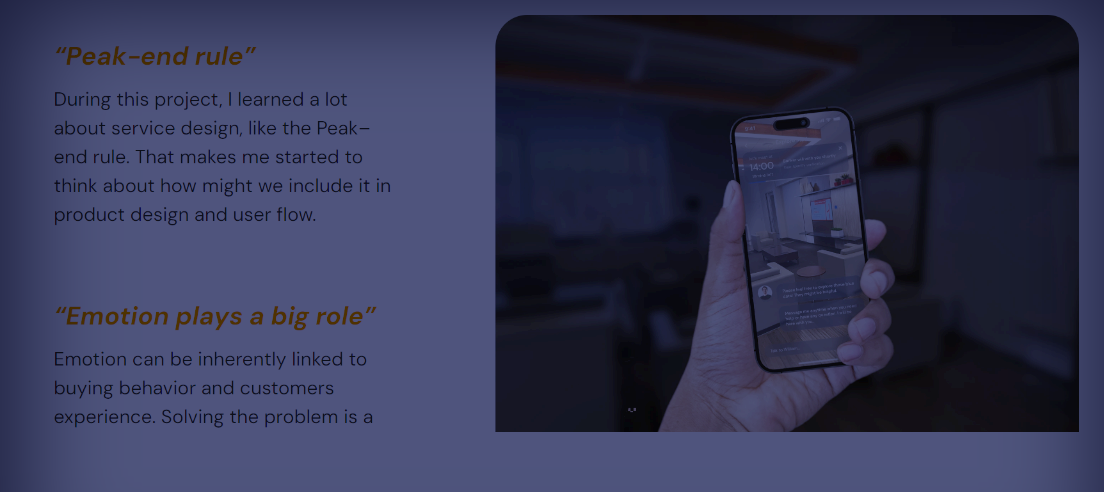 “Peak-end rule”
During this project, I learned a lot
about service design, like the Peak-
end rule. That makes me started to
think about how might we include it in
product design and user flow.
“Emotion plays a big role”
Emotion can be inherently linked to
buying behavior and customers
experience. Solving the problem is a
14:00